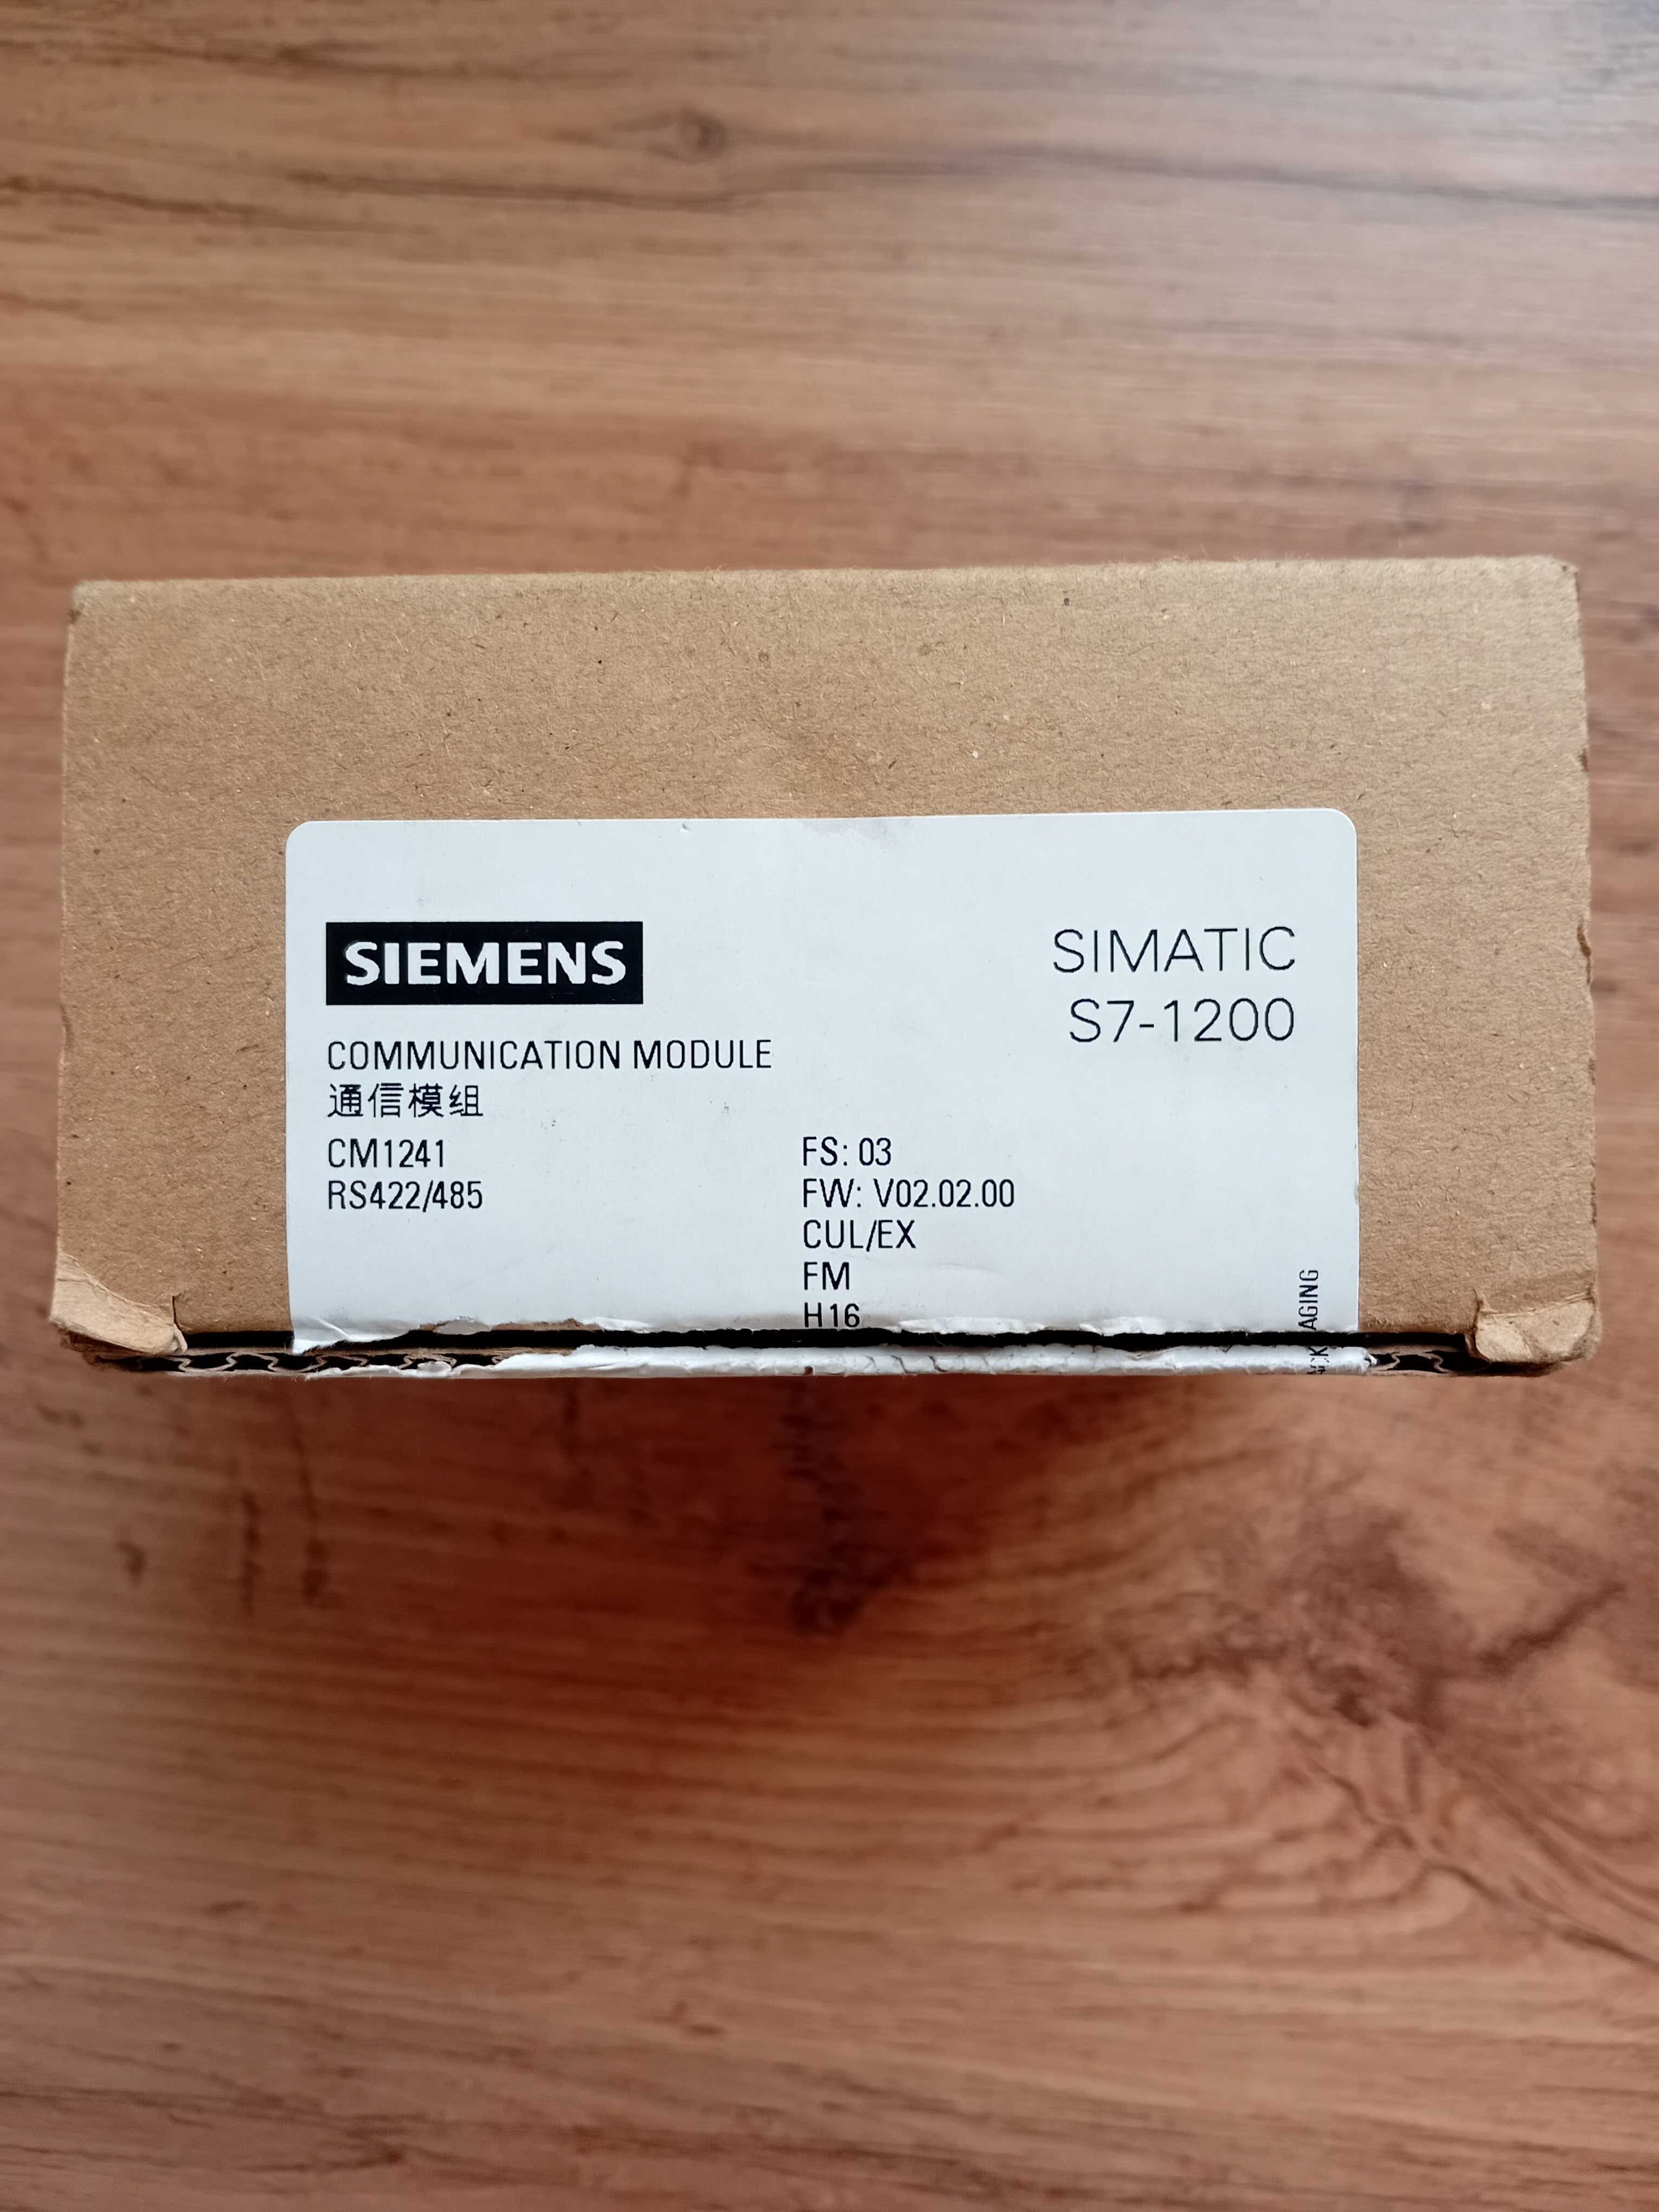 SIEMENS
SIMATIC
S7-1200
COMMUNICATION MODULE
通信模组
CM1241
RS422/485
FS: 03
FW: V02.02.00
CUL/EX
FM
H16